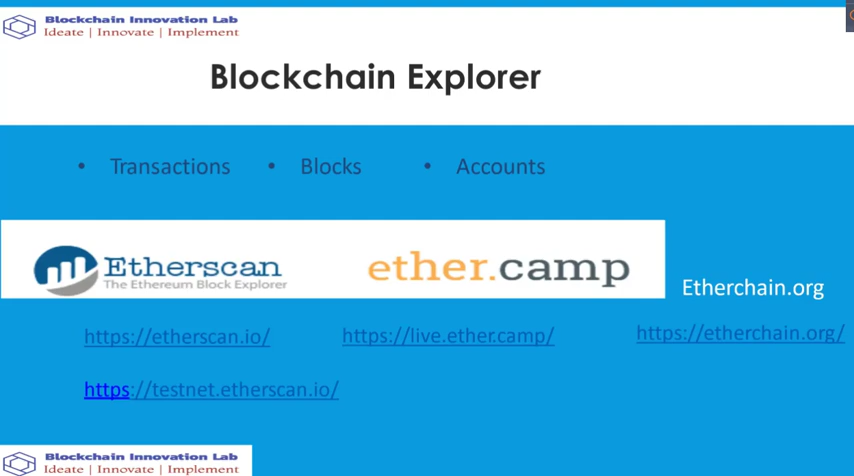 Blockchain Innovation Lab
Ideate | Innovate | Implement
Blockchain Explorer
• Transactions • Blocks • Accounts
Etherscan
The Ethereum Block Explorer
ether.camp
Etherchain.org
https://etherscan.io/ https://live.ether.camp/ https://etherchain.org/
https://testnet.etherscan.io/
Blockchain Innovation Lab
Ideate | Innovate | Implement